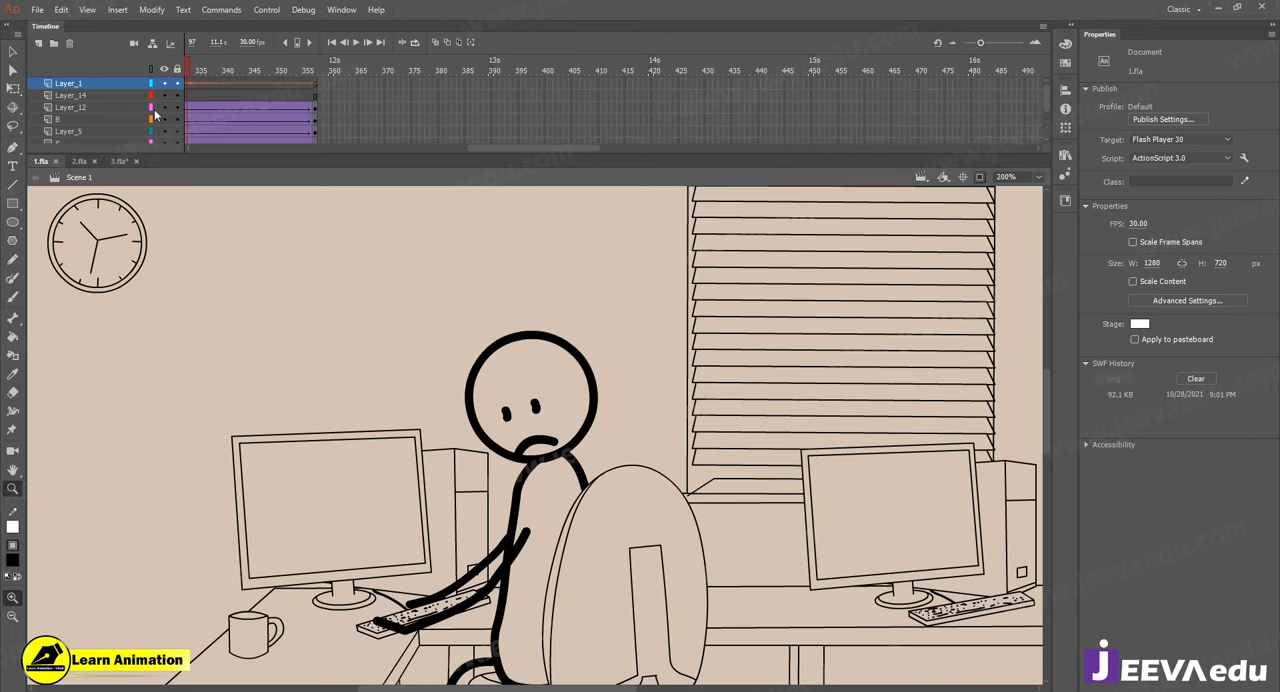 An File Edit View Insert Modify Text Commands Control Debug Window Help Classic
Timeline
97 11.1 s 30.00 fps
12s 13s 14s 15s 16s
335 340 345 350 355 360 365 370 375 380 385 390 395 400 405 410 415 420 425 430 435 440 445 450 455 460 465 470 475 480 485 490
Layer_1
Layer_14
Layer_12
B
Layer_5
1.fla × 2.fla × 3.fla* ×
Scene 1 200%
Properties
Document
An 1.fla
Publish
Profile: Default
Publish Settings...
Target: Flash Player 30
Script: ActionScript 3.0
Class:
Properties
FPS: 30.00
Scale Frame Spans
Size: W: 1280 H: 720 px
Scale Content
Advanced Settings...
Stage:
Apply to pasteboard
SWF History
Log Clear
92.1 KB 10/28/2021 9:01 PM
Accessibility
Learn Animation
JEEVAedu